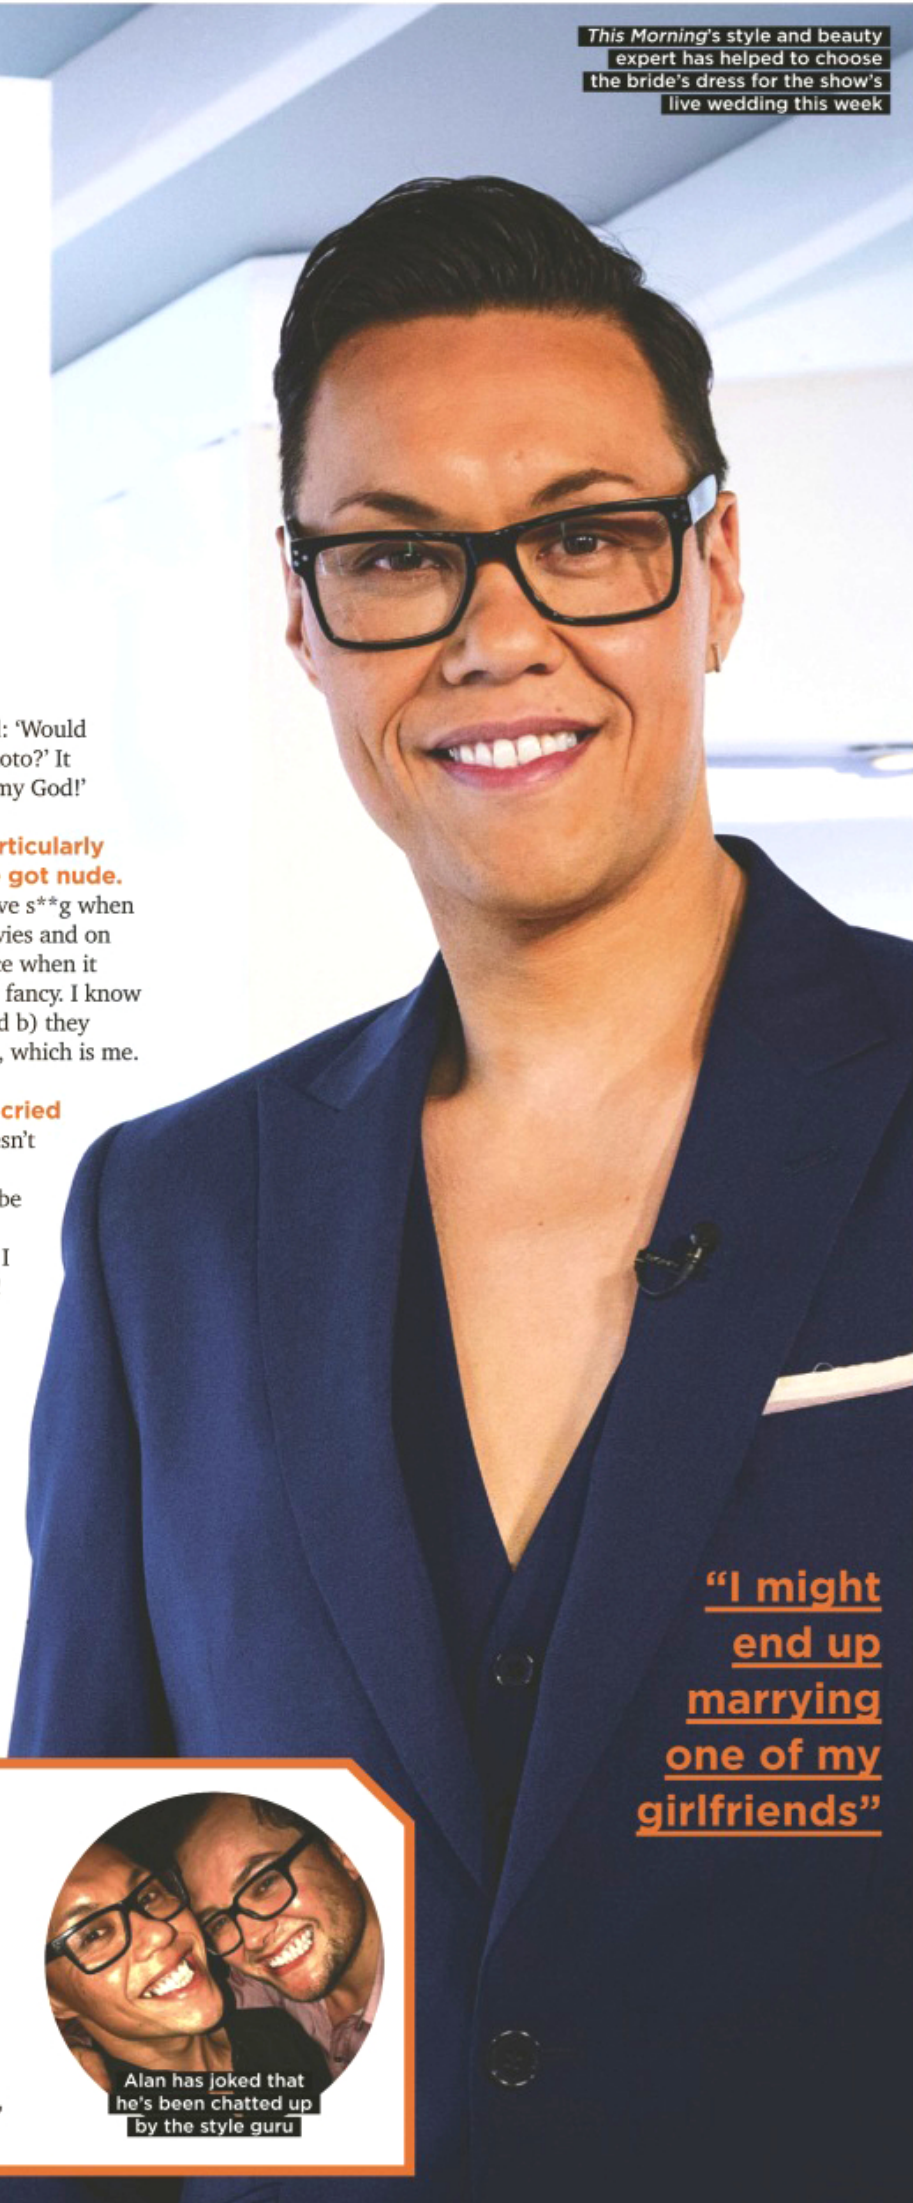 This Morning's style and beauty
expert has helped to choose
the bride's dress for the show's
live wedding this week
: ‘Would
oto?’ It
my God!’
rticularly
got nude.
ve s**g when
vies and on
e when it
fancy. I know
d b) they
, which is me.
cried
sn’t
be
I
“I might
end up
marrying
one of my
girlfriends”
Alan has joked that
he's been chatted up
by the style guru